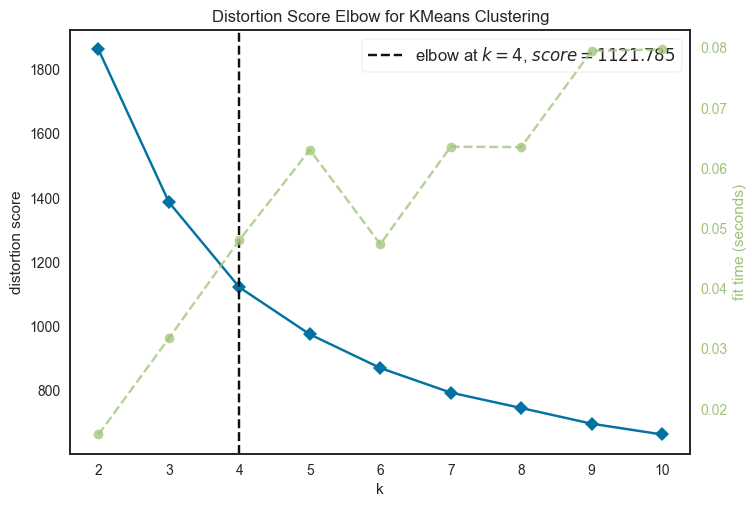 Distortion Score Elbow for KMeans Clustering
elbow at k = 4, score = 1121.785
distortion score
1800
1600
1400
1200
1000
800
0.08
0.07
0.06
0.05
0.04
0.03
0.02
fit time (seconds)
2 3 4 5 6 7 8 9 10
k